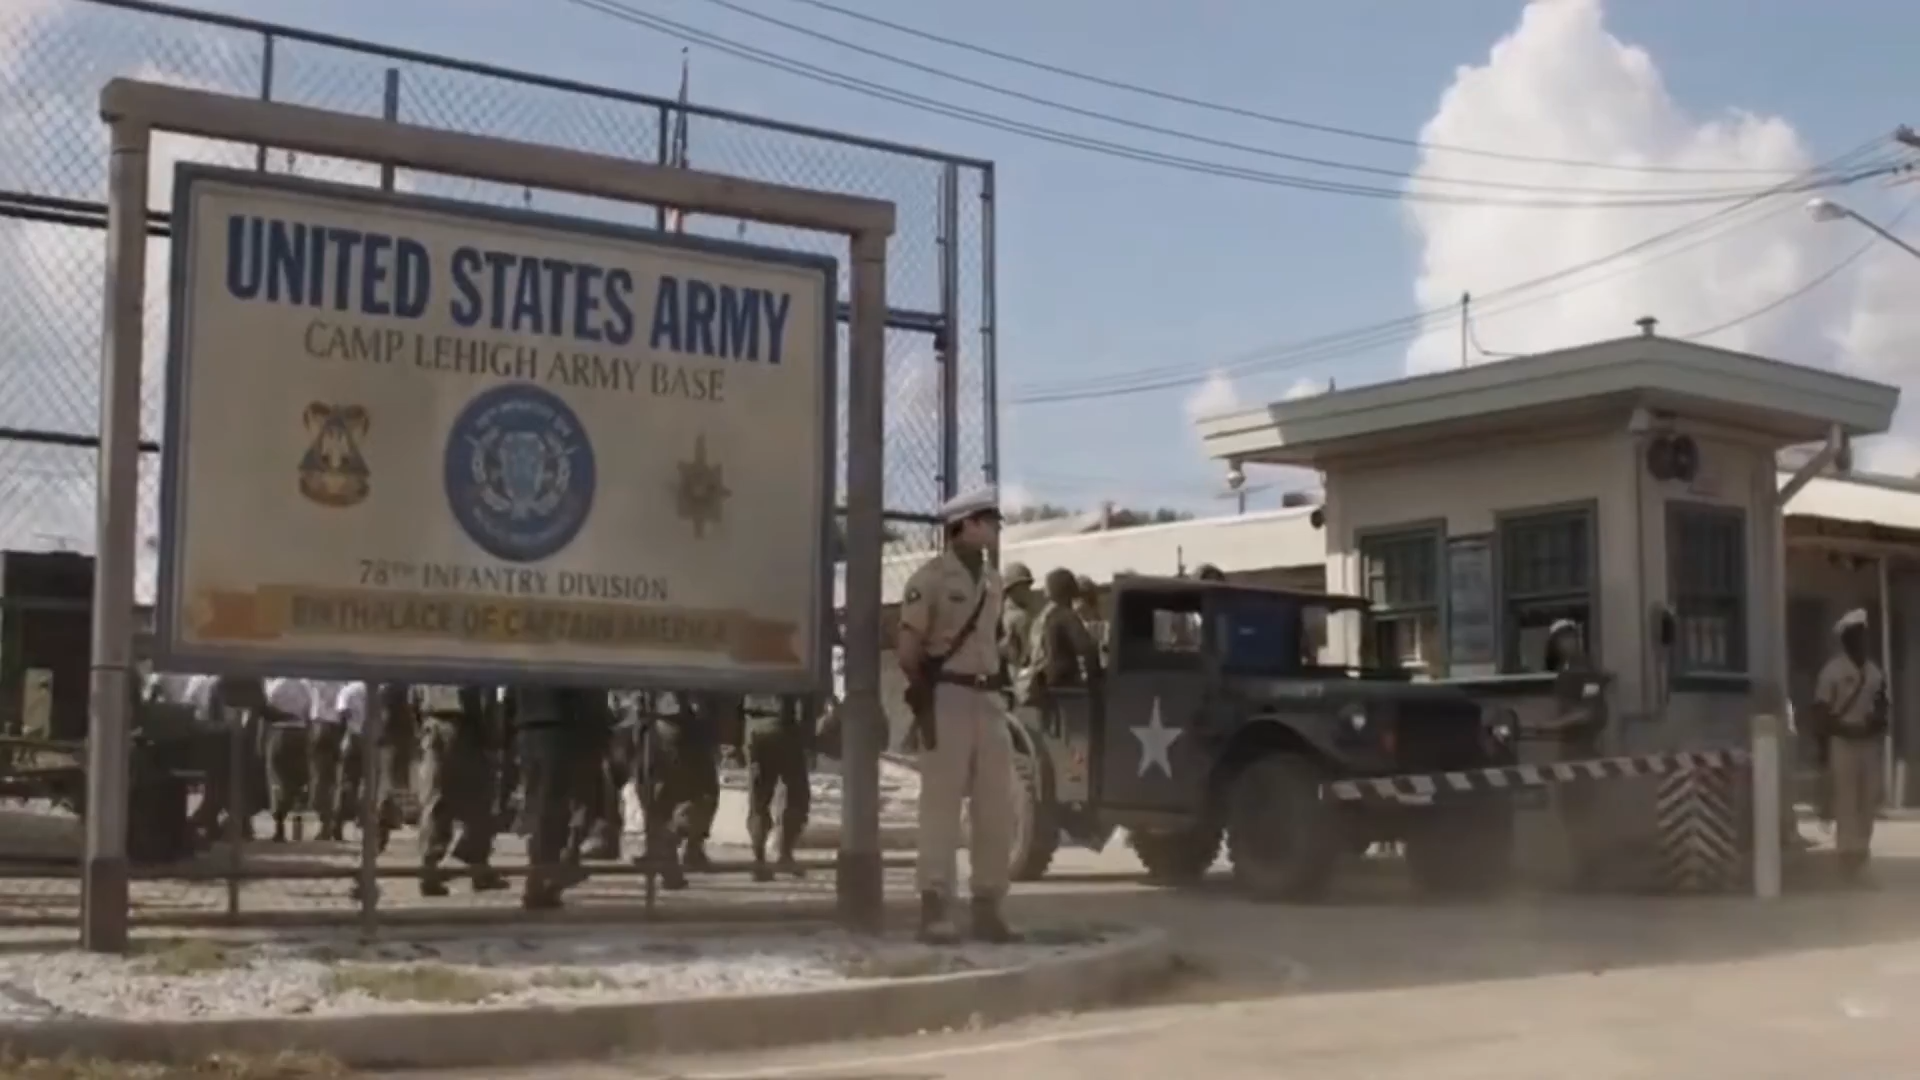 UNITED STATES ARMY
CAMP LEHIGH ARMY BASE
78TH INFANTRY DIVISION
BIRTHPLACE OF CAPTAIN AMERICA